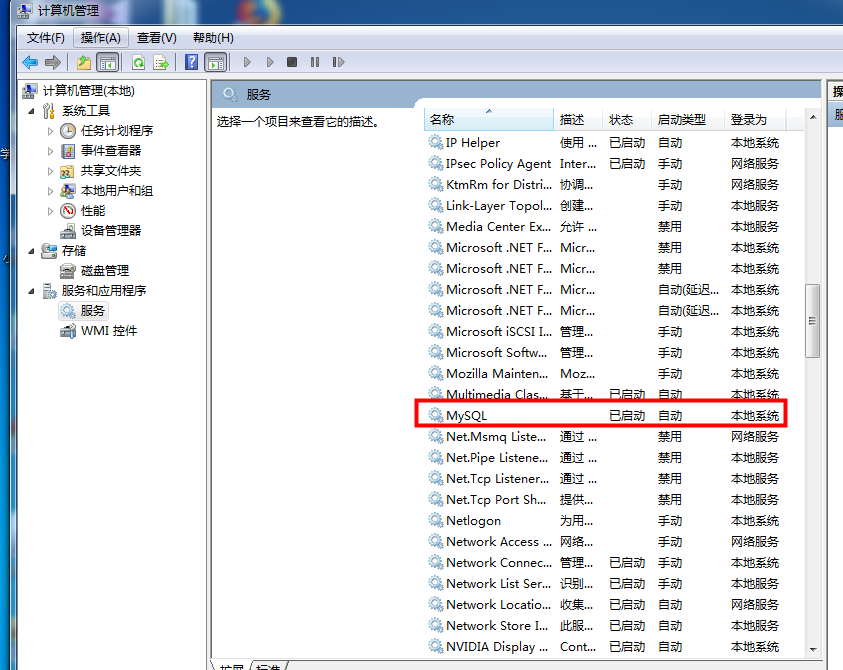 计算机管理
文件(F) 操作(A) 查看(V) 帮助(H)
计算机管理(本地)
系统工具
任务计划程序
事件查看器
共享文件夹
本地用户和组
性能
设备管理器
存储
磁盘管理
服务和应用程序
服务
WMI 控件
服务
选择一个项目来查看它的描述。
名称 描述 状态 启动类型 登录为
IP Helper 使用 ... 已启动 自动 本地系统
IPsec Policy Agent Inter... 已启动 手动 网络服务
KtmRm for Distri... 协调... 手动 网络服务
Link-Layer Topol... 创建... 手动 本地服务
Media Center Ex... 允许 ... 禁用 本地服务
Microsoft .NET F... Micr... 禁用 本地系统
Microsoft .NET F... Micr... 禁用 本地系统
Microsoft .NET F... Micr... 自动(延迟... 本地系统
Microsoft .NET F... Micr... 自动(延迟... 本地系统
Microsoft iSCSI I... 管理... 手动 本地系统
Microsoft Softw... 管理... 手动 本地系统
Mozilla Mainten... Moz... 手动 本地系统
Multimedia Clas... 基于... 已启动 自动 本地系统
MySQL 已启动 自动 本地系统
Net.Msmq Liste... 通过 ... 禁用 网络服务
Net.Pipe Listene... 通过 ... 禁用 本地服务
Net.Tcp Listener... 通过 ... 禁用 本地服务
Net.Tcp Port Sh... 提供... 禁用 本地服务
Netlogon 为用... 手动 本地系统
Network Access ... 网络... 手动 网络服务
Network Connec... 管理... 已启动 手动 本地系统
Network List Ser... 识别... 已启动 手动 本地服务
Network Locatio... 收集... 已启动 自动 网络服务
Network Store I... 此服... 已启动 自动 本地服务
NVIDIA Display ... Cont... 已启动 自动 本地系统
扩展 标准